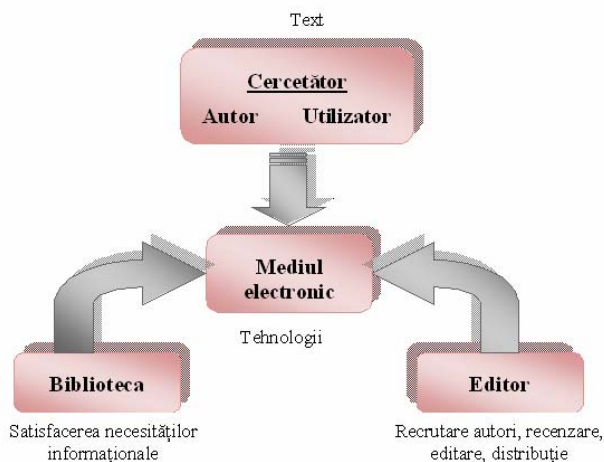 Text
Cercetător
Autor Utilizator
Mediul
electronic
Tehnologii
Biblioteca
Editor
Satisfacerea necesităților
informaționale
Recrutare autori, recenzare,
editare, distribuție